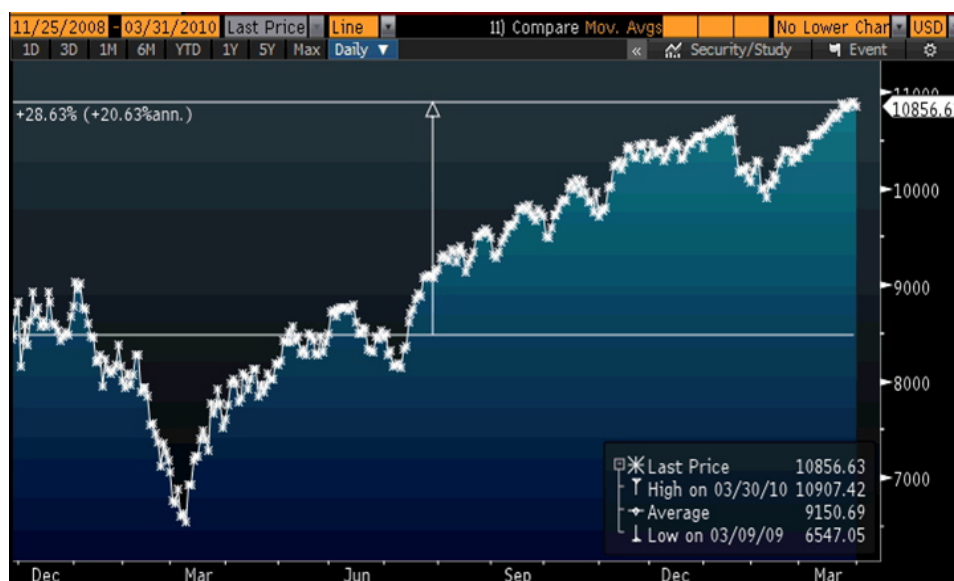 11/25/2008 - 03/31/2010 Last Price Line 11) Compare Mov. Avgs No Lower Char USD
1D 3D 1M 6M YTD 1Y 5Y Max Daily ▼ « Security/Study Event
11000
+28.63% (+20.63%ann.)
10856.63
10000
9000
8000
7000
Last Price 10856.63
High on 03/30/10 10907.42
Average 9150.69
Low on 03/09/09 6547.05
Dec Mar Jun Sep Dec Mar